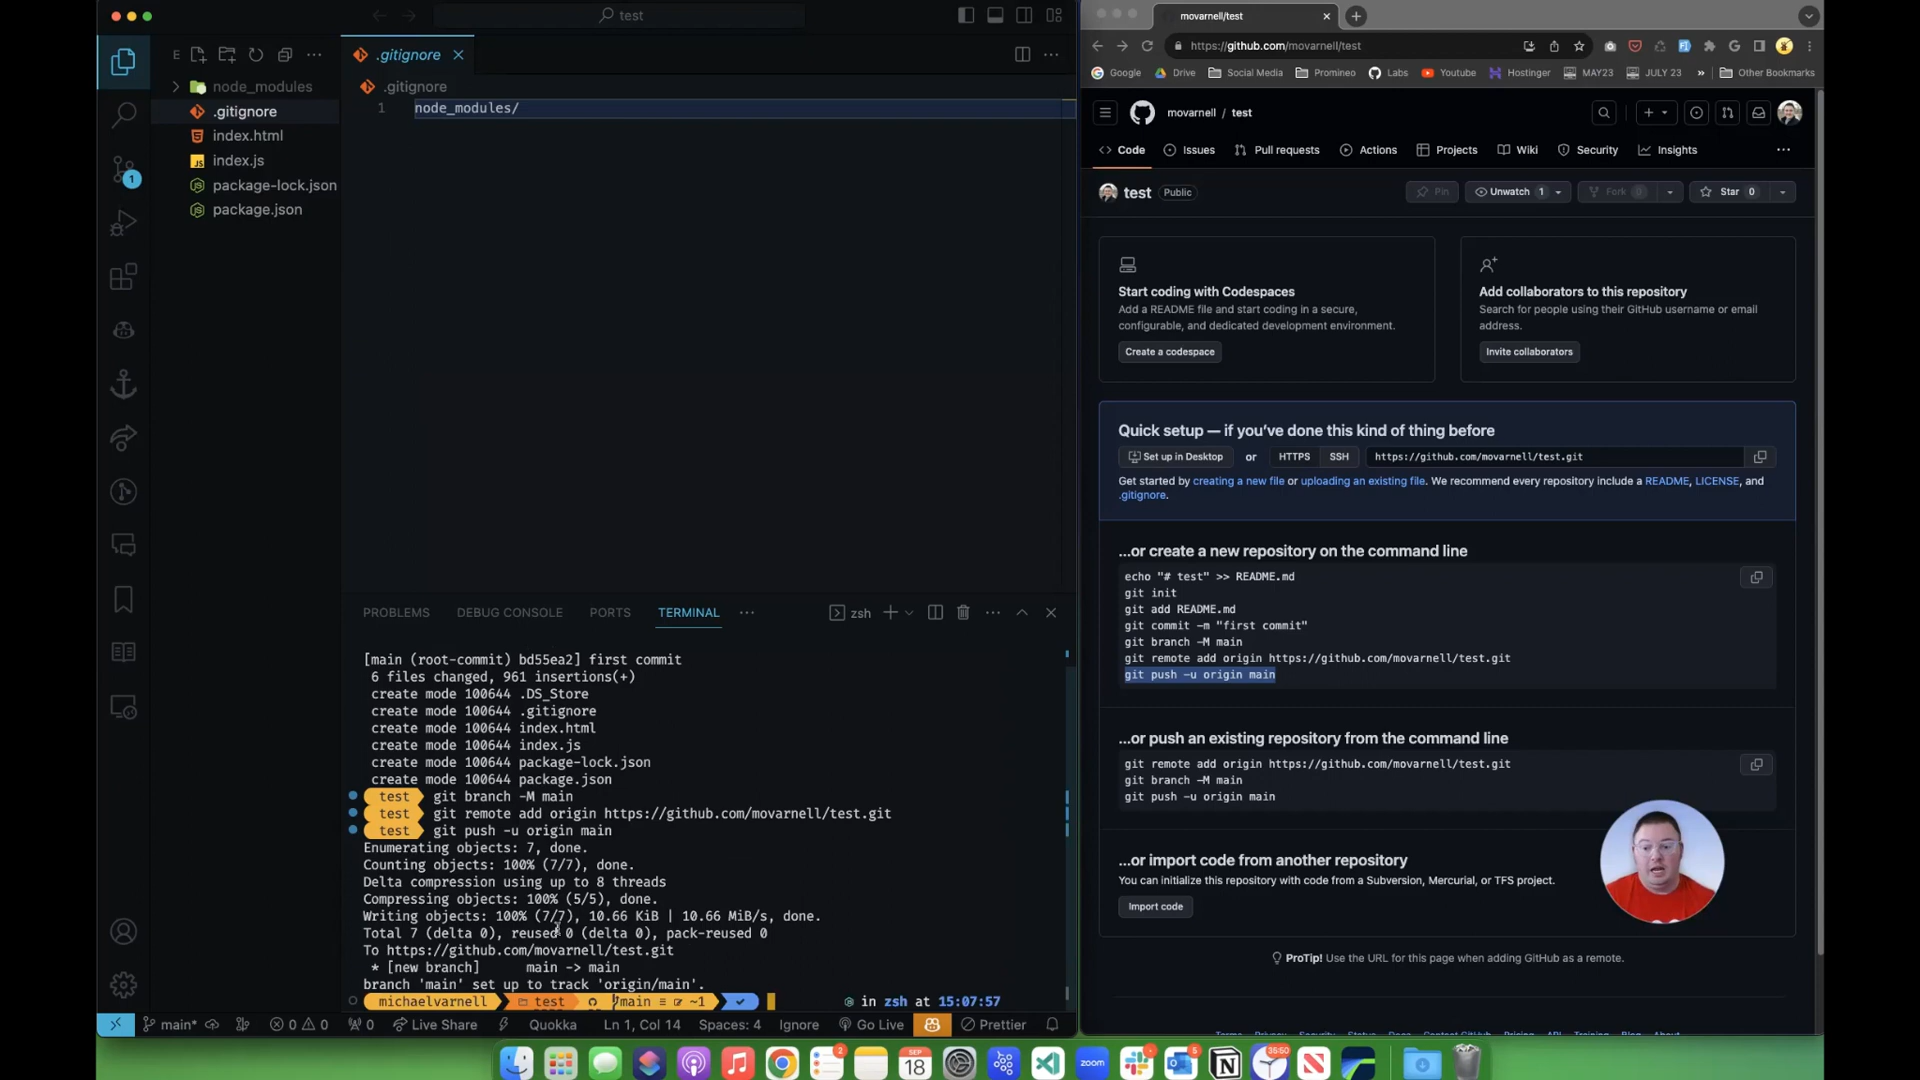 test
E
.gitignore
.gitignore
1
node_modules/
node_modules
.gitignore
index.html
index.js
package-lock.json
package.json
1
PROBLEMS
DEBUG CONSOLE
PORTS
TERMINAL
zsh
[main (root-commit) bd55ea2] first commit
6 files changed, 961 insertions(+)
create mode 100644 .DS_Store
create mode 100644 .gitignore
create mode 100644 index.html
create mode 100644 index.js
create mode 100644 package-lock.json
create mode 100644 package.json
test git branch -M main
test git remote add origin https://github.com/movarnell/test.git
test git push -u origin main
Enumerating objects: 7, done.
Counting objects: 100% (7/7), done.
Delta compression using up to 8 threads
Compressing objects: 100% (5/5), done.
Writing objects: 100% (7/7), 10.66 KiB | 10.66 MiB/s, done.
Total 7 (delta 0), reused 0 (delta 0), pack-reused 0
To https://github.com/movarnell/test.git
* [new branch] main -> main
branch 'main' set up to track 'origin/main'.
michaelvarnell test main ≡ ~1 in zsh at 15:07:57
main* 0 0 0 Live Share Quokka Ln 1, Col 14 Spaces: 4 Ignore Go Live Prettier
movarnell/test
https://github.com/movarnell/test
Google Drive Social Media Promineo Labs Youtube Hostinger MAY23 JULY 23 » Other Bookmarks
movarnell / test
Code Issues Pull requests Actions Projects Wiki Security Insights
test Public Pin Unwatch 1 Fork 0 Star 0
Start coding with Codespaces
Add a README file and start coding in a secure,
configurable, and dedicated development environment.
Create a codespace
Add collaborators to this repository
Search for people using their GitHub username or email
address.
Invite collaborators
Quick setup — if you've done this kind of thing before
Set up in Desktop or HTTPS SSH https://github.com/movarnell/test.git
Get started by creating a new file or uploading an existing file. We recommend every repository include a README, LICENSE, and
.gitignore.
...or create a new repository on the command line
echo "# test" >> README.md
git init
git add README.md
git commit -m "first commit"
git branch -M main
git remote add origin https://github.com/movarnell/test.git
git push -u origin main
...or push an existing repository from the command line
git remote add origin https://github.com/movarnell/test.git
git branch -M main
git push -u origin main
...or import code from another repository
You can initialize this repository with code from a Subversion, Mercurial, or TFS project.
Import code
ProTip! Use the URL for this page when adding GitHub as a remote.
2
SEP
18
zoom
5
35:50